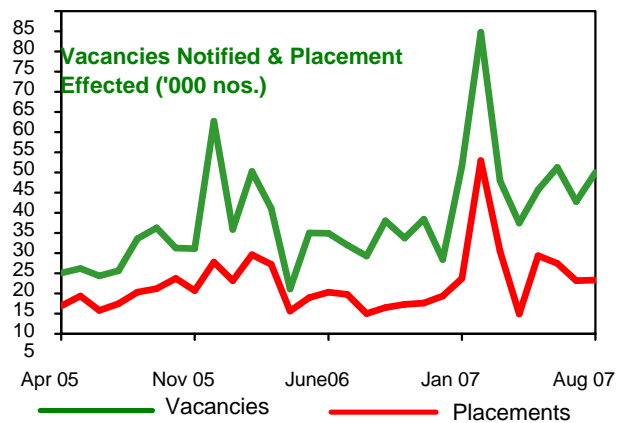 85
80
75
70
65
60
55
50
45
40
35
30
25
20
15
10
5
Vacancies Notified & Placement
Effected ('000 nos.)
Apr 05
Nov 05
June06
Jan 07
Aug 07
Vacancies
Placements